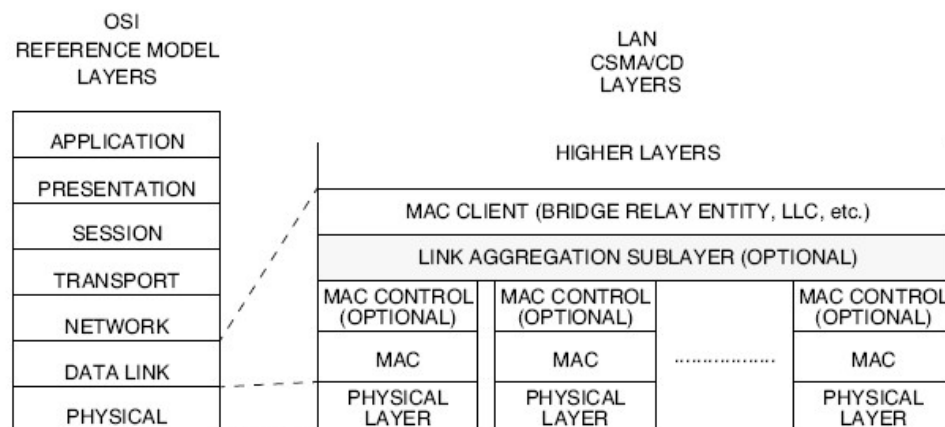 OSI
REFERENCE MODEL
LAYERS
APPLICATION
PRESENTATION
SESSION
TRANSPORT
NETWORK
DATA LINK
PHYSICAL
LAN
CSMA/CD
LAYERS
HIGHER LAYERS
MAC CLIENT (BRIDGE RELAY ENTITY, LLC, etc.)
LINK AGGREGATION SUBLAYER (OPTIONAL)
MAC CONTROL
(OPTIONAL)
MAC CONTROL
(OPTIONAL)
MAC CONTROL
(OPTIONAL)
MAC
MAC
..................
MAC
PHYSICAL
LAYER
PHYSICAL
LAYER
PHYSICAL
LAYER